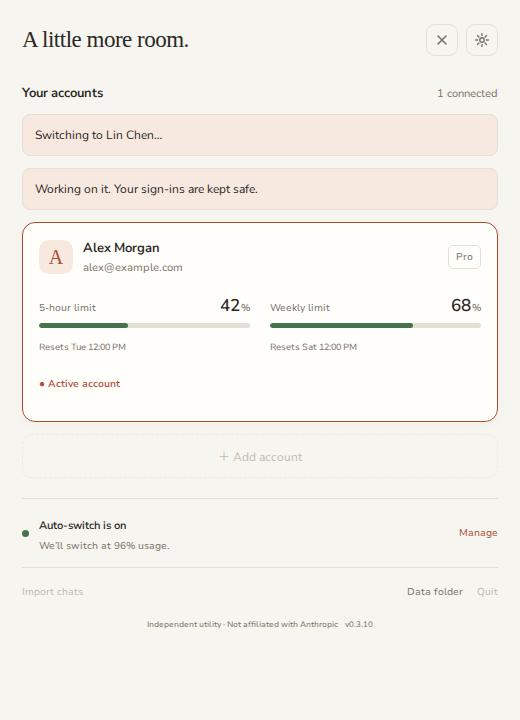 A little more room.
Your accounts
1 connected
Switching to Lin Chen...
Working on it. Your sign-ins are kept safe.
A
Alex Morgan
alex@example.com
Pro
5-hour limit
42%
Weekly limit
68%
Resets Tue 12:00 PM
Resets Sat 12:00 PM
● Active account
+ Add account
Auto-switch is on
We'll switch at 96% usage.
Manage
Import chats
Data folder
Quit
Independent utility · Not affiliated with Anthropic v0.3.10